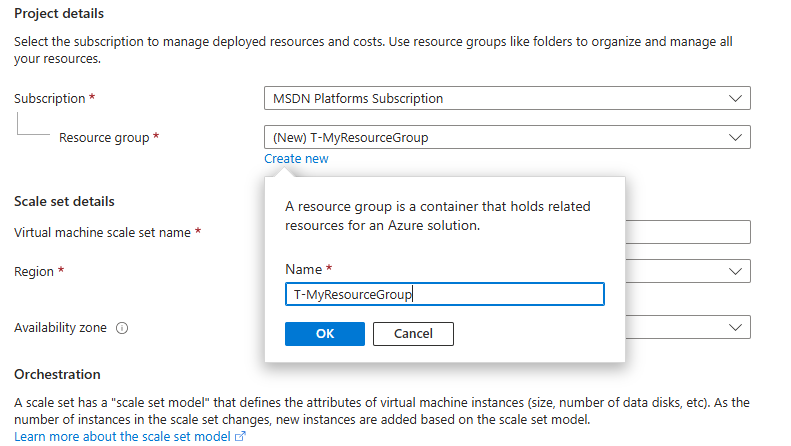 Project details
Select the subscription to manage deployed resources and costs. Use resource groups like folders to organize and manage all
your resources.
Subscription *
MSDN Platforms Subscription
Resource group *
(New) T-MyResourceGroup
Create new
A resource group is a container that holds related
resources for an Azure solution.
Name *
T-MyResourceGroup
OK
Cancel
Scale set details
Virtual machine scale set name *
Region *
Availability zone
Orchestration
A scale set has a "scale set model" that defines the attributes of virtual machine instances (size, number of data disks, etc). As the
number of instances in the scale set changes, new instances are added based on the scale set model.
Learn more about the scale set model